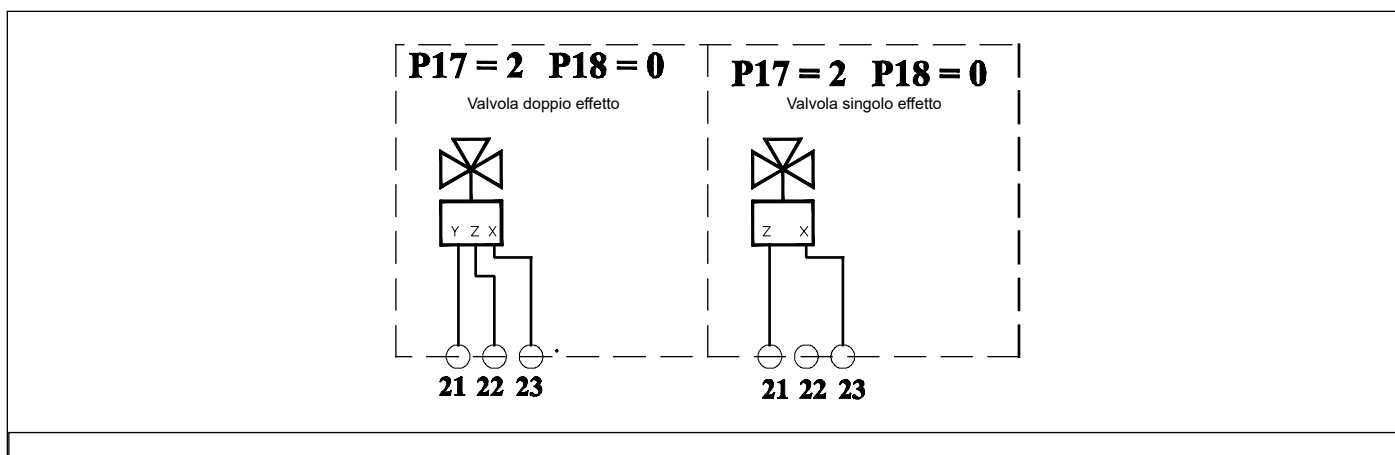 P17 = 2 P18 = 0
Valvola doppio effetto
Y Z X
21 22 23
P17 = 2 P18 = 0
Valvola singolo effetto
Z X
21 22 23